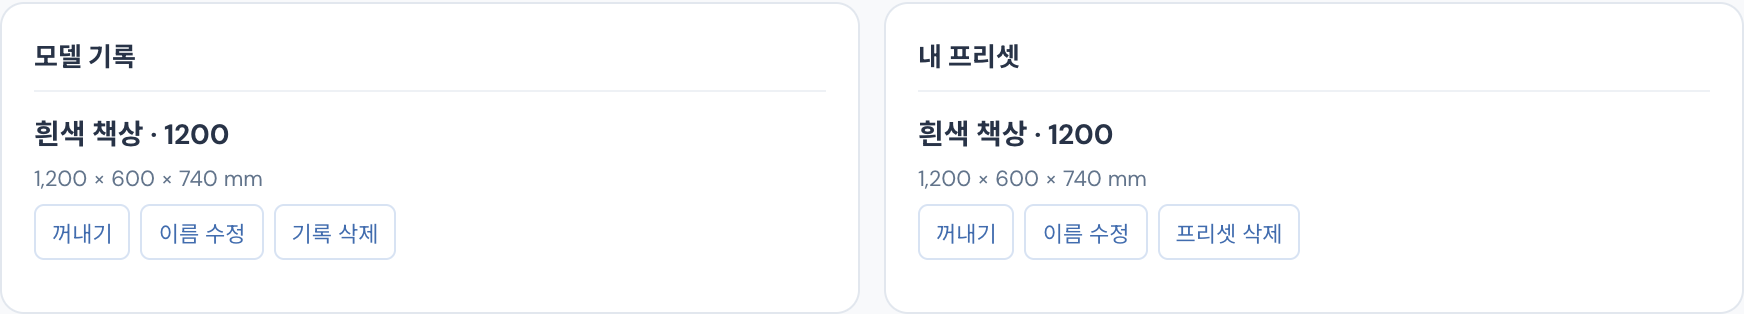 모델 기록
흰색 책상 · 1200
1,200 × 600 × 740 mm
꺼내기 이름 수정 기록 삭제
내 프리셋
흰색 책상 · 1200
1,200 × 600 × 740 mm
꺼내기 이름 수정 프리셋 삭제